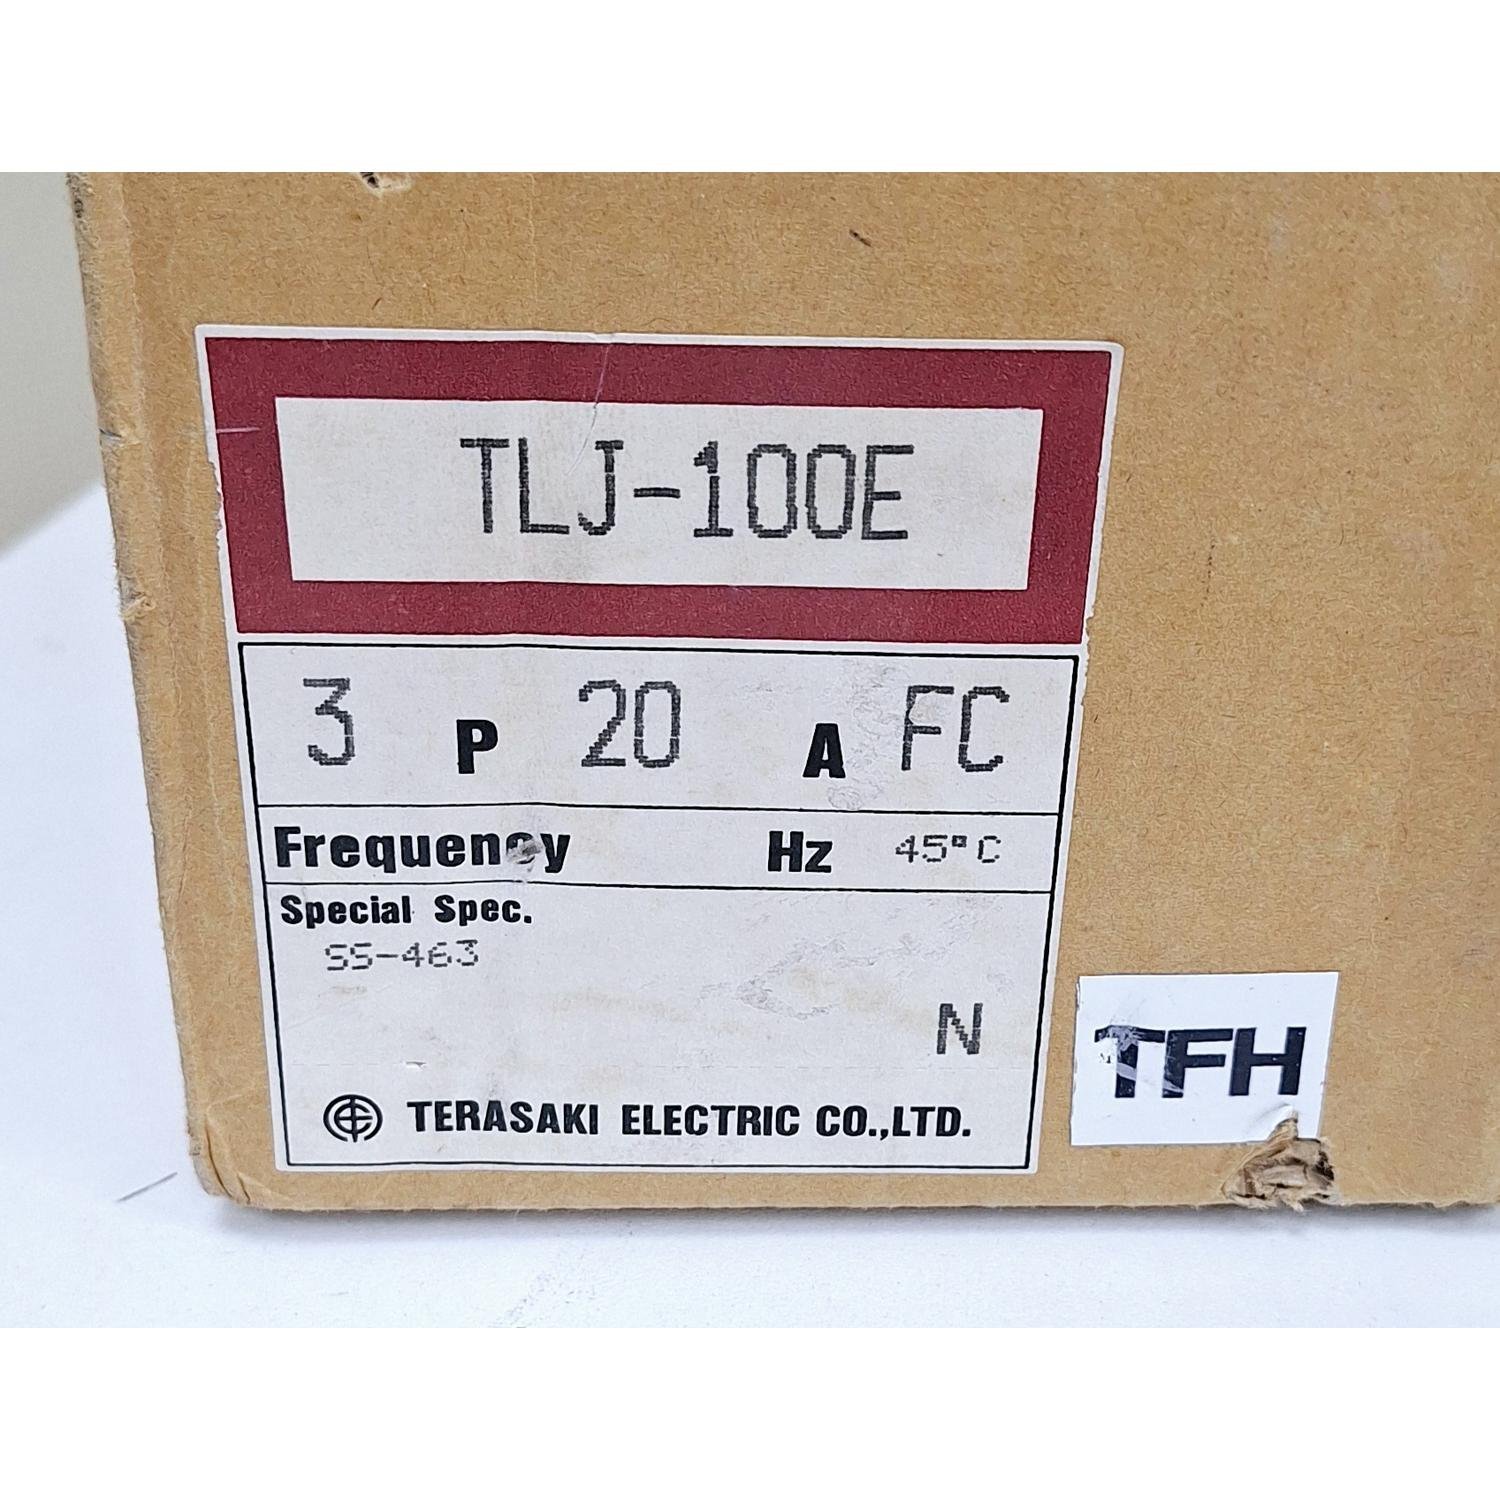 TLJ-100E
3 P 20 A FC
Frequency Hz 45°C
Special Spec.
SS-463
N
TERASAKI ELECTRIC CO.,LTD.
TFH